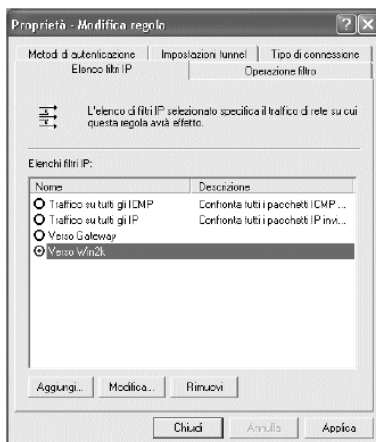 Proprietà - Modifica regola
Metodi di autenticazione Impostazioni tunnel Tipo di connessione
Elenco filtri IP Operazione filtro
L'elenco di filtri IP selezionato specifica il traffico di rete su cui
questa regola avrà effetto.
Elenchi filtri IP:
Nome Descrizione
Traffico su tutti gli ICMP Confronta tutti i pacchetti ICMP ...
Traffico su tutti gli IP Confronta tutti i pacchetti IP invi...
Verso Gateway
Verso Win2k
Aggiungi... Modifica... Rimuovi
Chiudi Annulla Applica